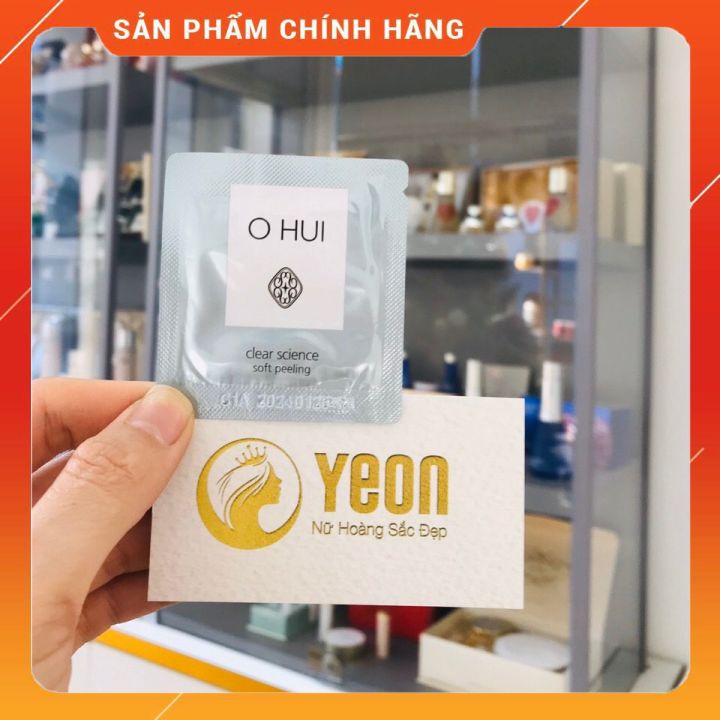 SẢN PHẨM CHÍNH HÃNG
O HUI
clear science
soft peeling
Yeon
Nữ Hoàng Sắc Đẹp